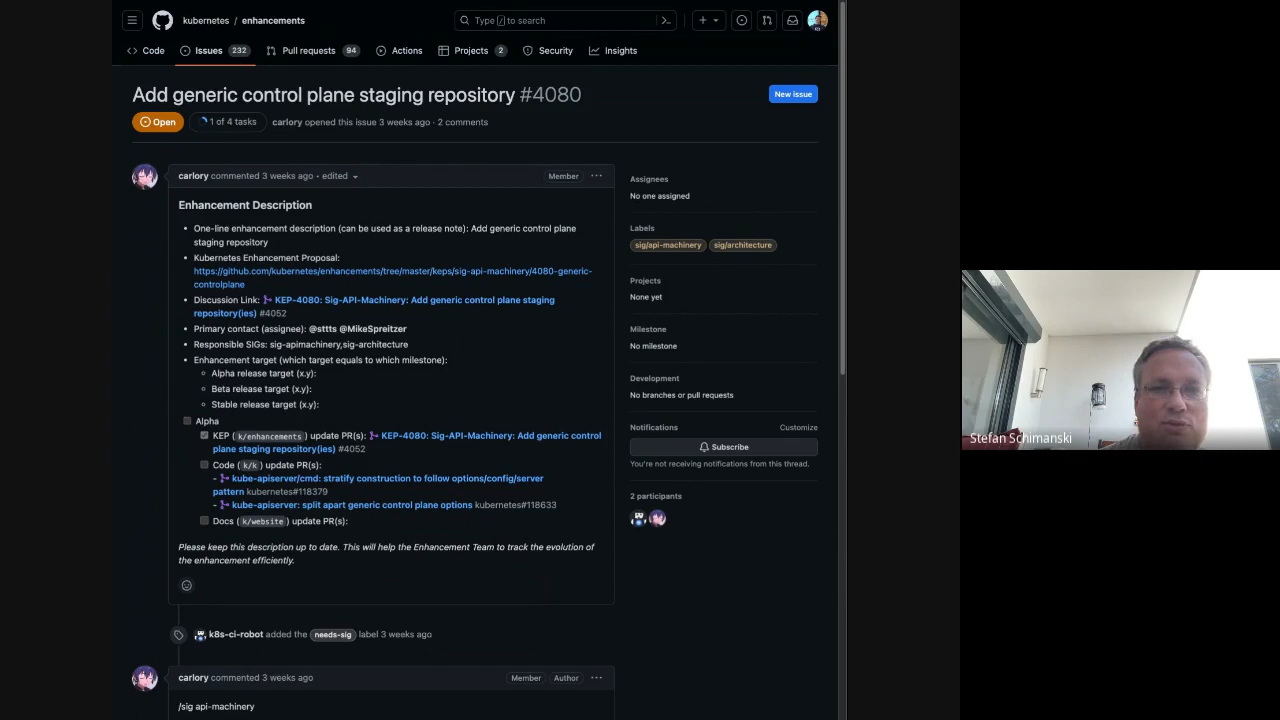 kubernetes / enhancements
Type / to search
Code
Issues 232
Pull requests 94
Actions
Projects 2
Security
Insights
Add generic control plane staging repository #4080
New issue
Open
1 of 4 tasks
carlory opened this issue 3 weeks ago · 2 comments
carlory commented 3 weeks ago · edited
Member
Enhancement Description
• One-line enhancement description (can be used as a release note): Add generic control plane
staging repository
• Kubernetes Enhancement Proposal:
https://github.com/kubernetes/enhancements/tree/master/keps/sig-api-machinery/4080-generic-
controlplane
• Discussion Link: KEP-4080: Sig-API-Machinery: Add generic control plane staging
repository(ies) #4052
• Primary contact (assignee): @sttts @MikeSpreitzer
• Responsible SIGs: sig-apimachinery,sig-architecture
• Enhancement target (which target equals to which milestone):
Alpha release target (x.y):
Beta release target (x.y):
Stable release target (x.y):
Alpha
KEP (k/enhancements) update PR(s): KEP-4080: Sig-API-Machinery: Add generic control
plane staging repository(ies) #4052
Code (k/k) update PR(s):
- kube-apiserver/cmd: stratify construction to follow options/config/server
pattern kubernetes#118379
- kube-apiserver: split apart generic control plane options kubernetes#118633
Docs (k/website) update PR(s):
Please keep this description up to date. This will help the Enhancement Team to track the evolution of
the enhancement efficiently.
k8s-ci-robot added the needs-sig label 3 weeks ago
carlory commented 3 weeks ago
Member
Author
/sig api-machinery
Assignees
No one assigned
Labels
sig/api-machinery
sig/architecture
Projects
None yet
Milestone
No milestone
Development
No branches or pull requests
Notifications
Customize
Subscribe
You're not receiving notifications from this thread.
2 participants
Stefan Schimanski